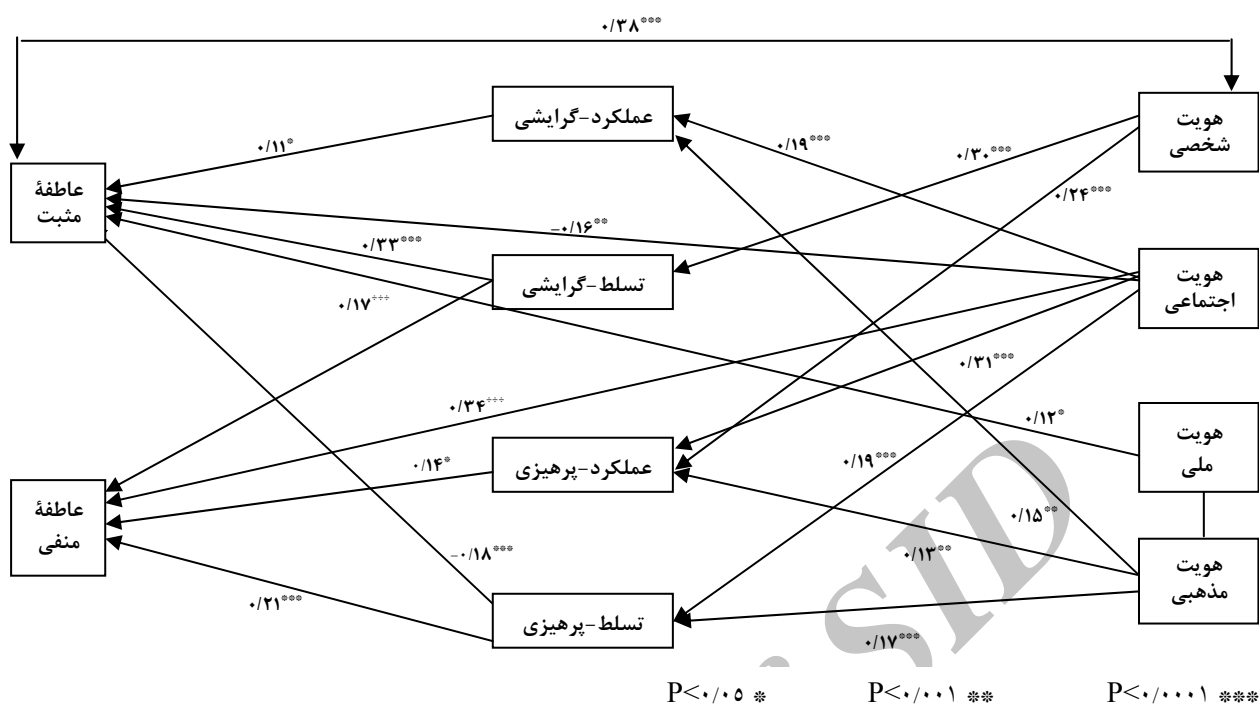 ۰/۳۸***
هویت
شخصی
عملکرد-گرایشی
عاطفهٔ
مثبت
۰/۱۹***
۰/۳۰***
۰/۱۱*
۰/۲۴***
-۰/۱۶**
۰/۳۳***
هویت
اجتماعی
تسلط-گرایشی
۰/۱۷***
۰/۳۱***
۰/۳۴***
۰/۱۲*
هویت
ملی
عملکرد-پرهیزی
۰/۱۴*
۰/۱۹***
عاطفهٔ
منفی
۰/۱۵**
۰/۱۳**
-۰/۱۸***
هویت
مذهبی
تسلط-پرهیزی
۰/۲۱***
۰/۱۷***
SID
P<۰/۰۵ * P<۰/۰۰۱ ** P<۰/۰۰۰۱ ***